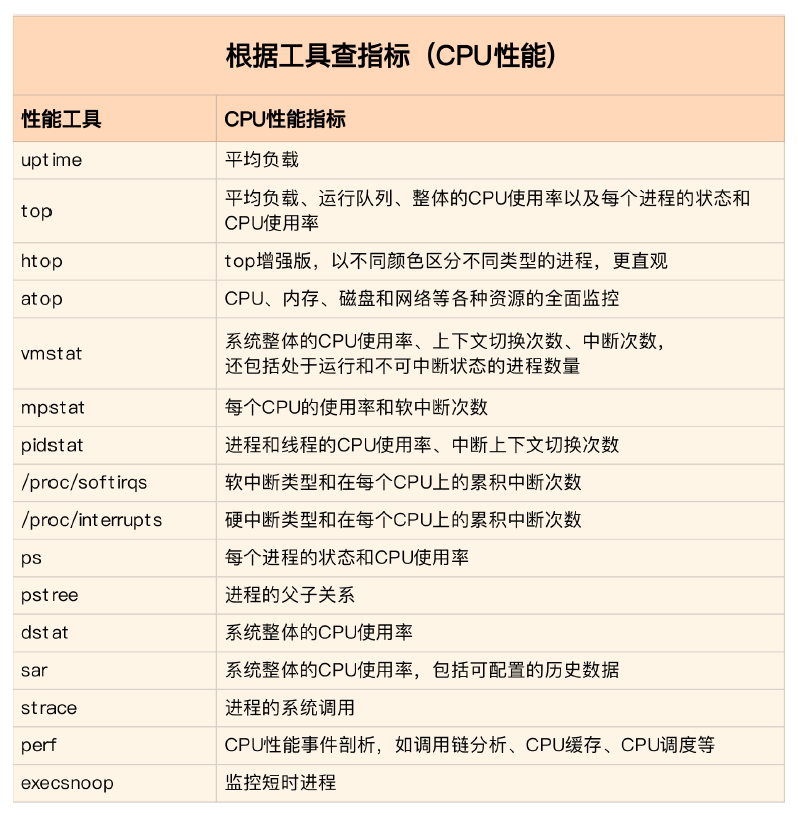 根据工具查指标（CPU性能）
性能工具 CPU性能指标
uptime 平均负载
top 平均负载、运行队列、整体的CPU使用率以及每个进程的状态和
CPU使用率
htop top增强版，以不同颜色区分不同类型的进程，更直观
atop CPU、内存、磁盘和网络等各种资源的全面监控
vmstat 系统整体的CPU使用率、上下文切换次数、中断次数，
还包括处于运行和不可中断状态的进程数量
mpstat 每个CPU的使用率和软中断次数
pidstat 进程和线程的CPU使用率、中断上下文切换次数
/proc/softirqs 软中断类型和在每个CPU上的累积中断次数
/proc/interrupts 硬中断类型和在每个CPU上的累积中断次数
ps 每个进程的状态和CPU使用率
pstree 进程的父子关系
dstat 系统整体的CPU使用率
sar 系统整体的CPU使用率，包括可配置的历史数据
strace 进程的系统调用
perf CPU性能事件剖析，如调用链分析、CPU缓存、CPU调度等
execsnoop 监控短时进程